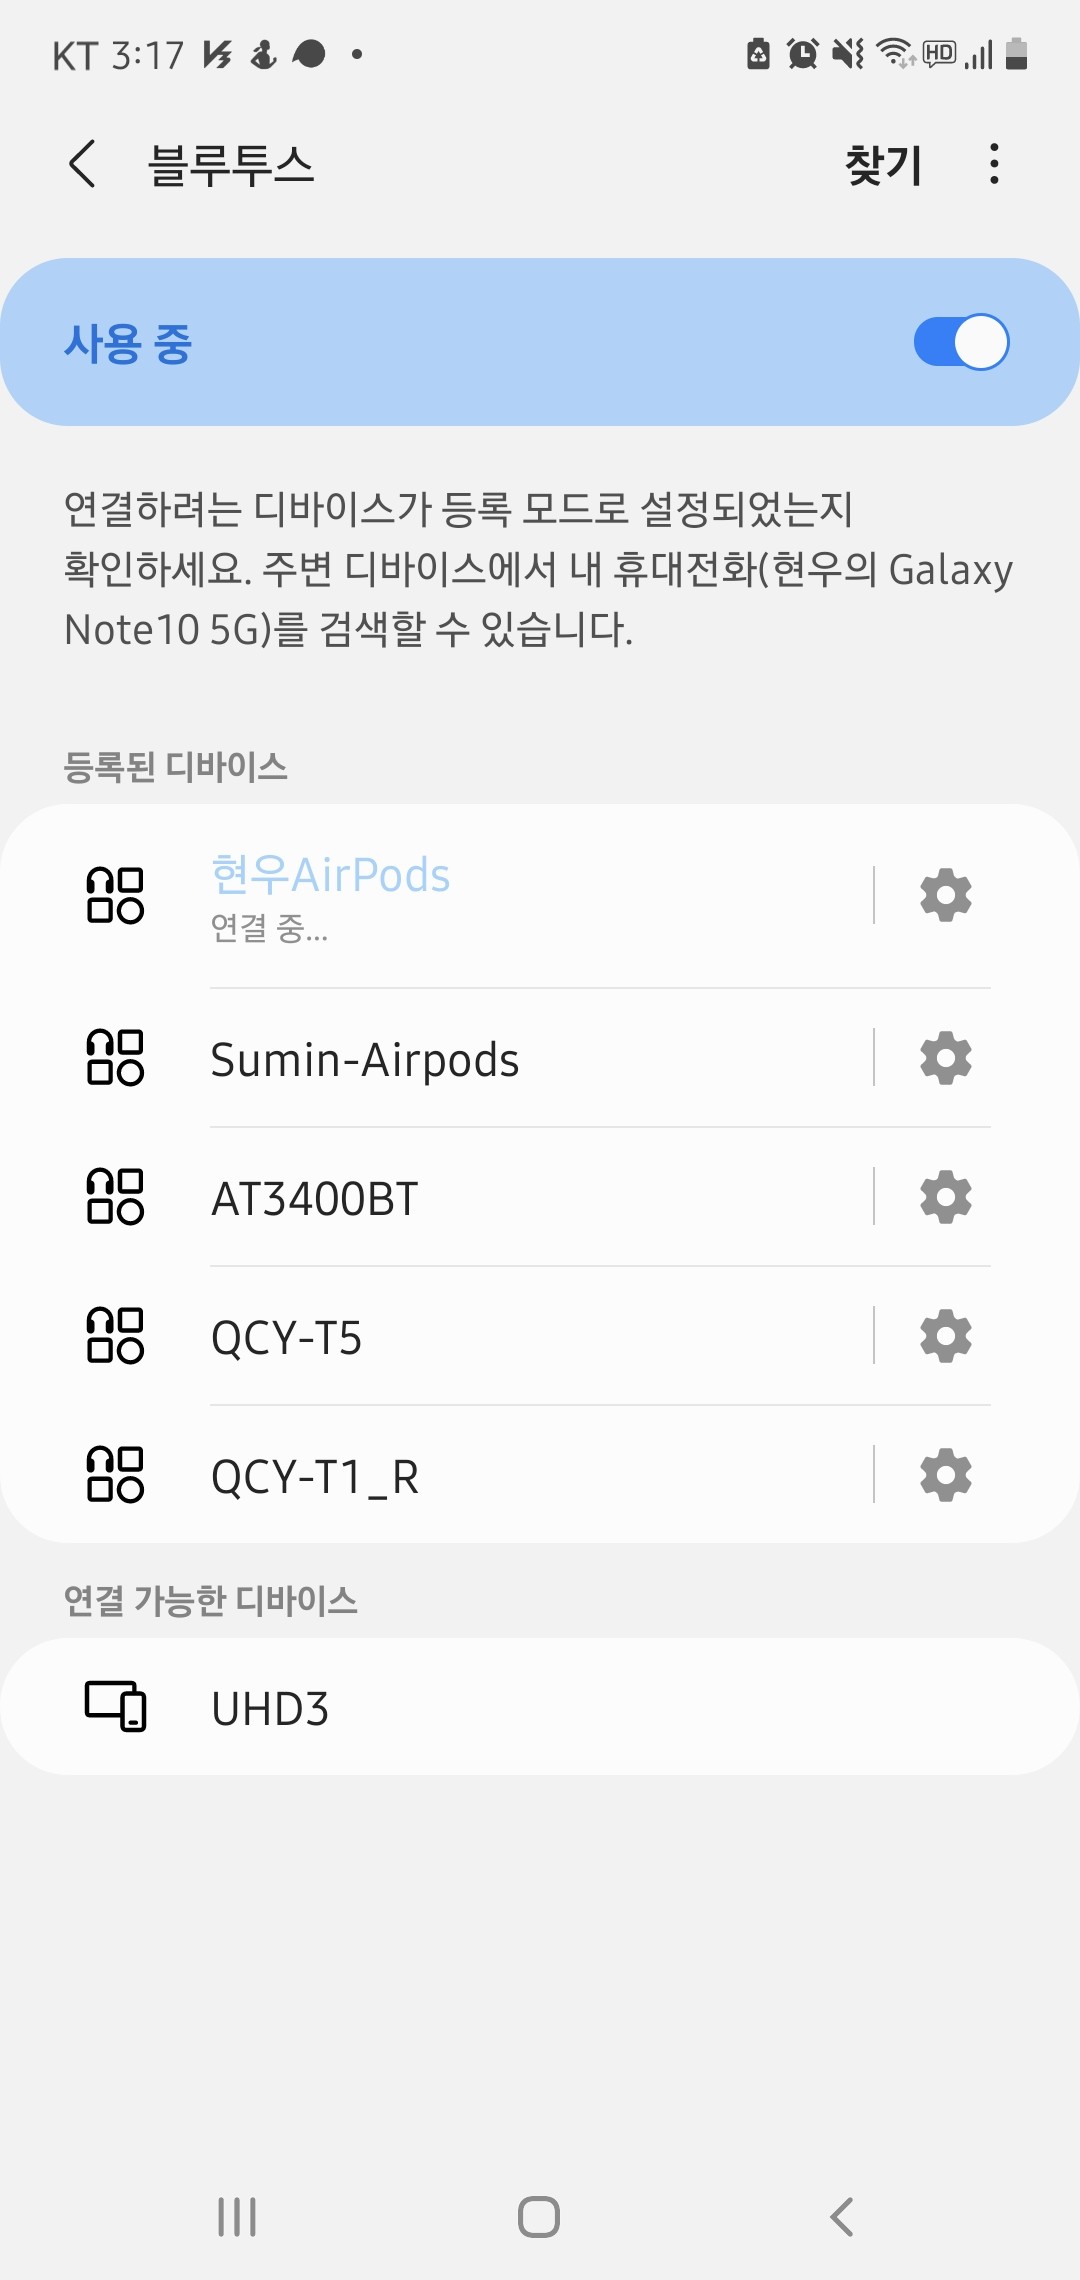 KT 3:17
HD
블루투스
찾기
사용 중
연결하려는 디바이스가 등록 모드로 설정되었는지
확인하세요. 주변 디바이스에서 내 휴대전화(현우의 Galaxy
Note10 5G)를 검색할 수 있습니다.
등록된 디바이스
현우AirPods
연결 중...
Sumin-Airpods
AT3400BT
QCY-T5
QCY-T1_R
연결 가능한 디바이스
UHD3